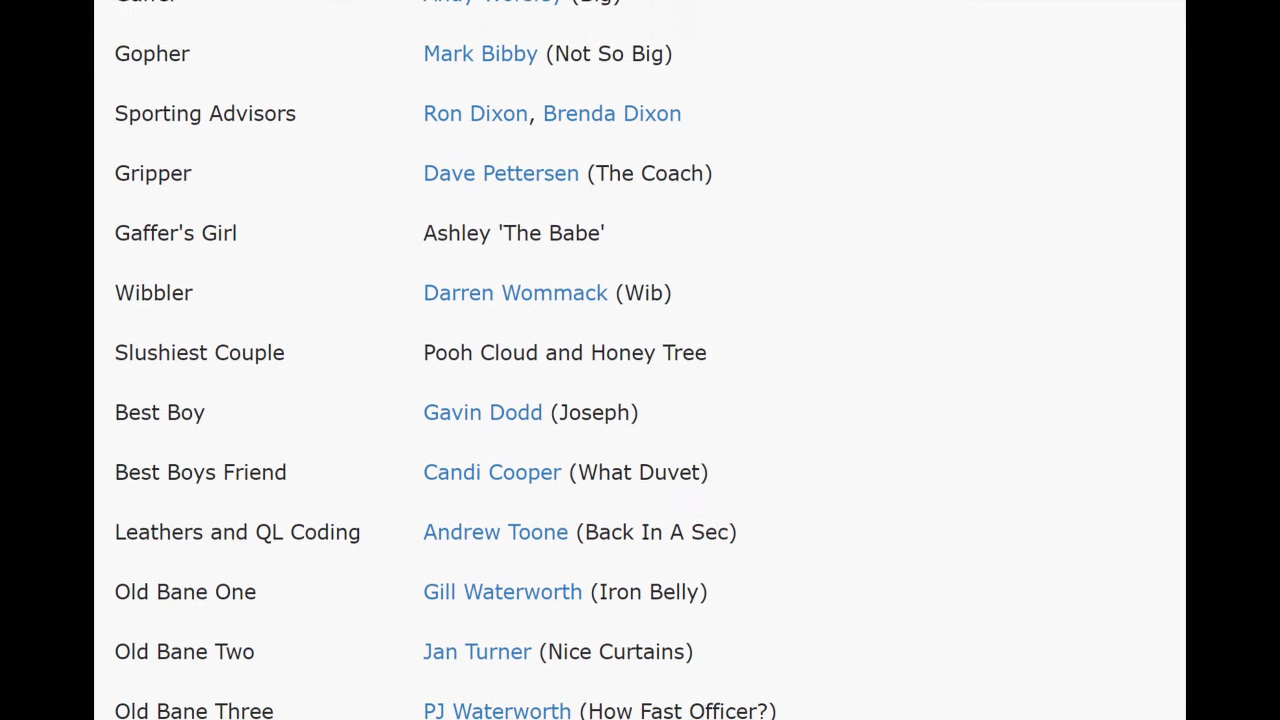 Gopher Mark Bibby (Not So Big)
Sporting Advisors Ron Dixon, Brenda Dixon
Gripper Dave Pettersen (The Coach)
Gaffer's Girl Ashley 'The Babe'
Wibbler Darren Wommack (Wib)
Slushiest Couple Pooh Cloud and Honey Tree
Best Boy Gavin Dodd (Joseph)
Best Boys Friend Candi Cooper (What Duvet)
Leathers and QL Coding Andrew Toone (Back In A Sec)
Old Bane One Gill Waterworth (Iron Belly)
Old Bane Two Jan Turner (Nice Curtains)
Old Bane Three PJ Waterworth (How Fast Officer?)